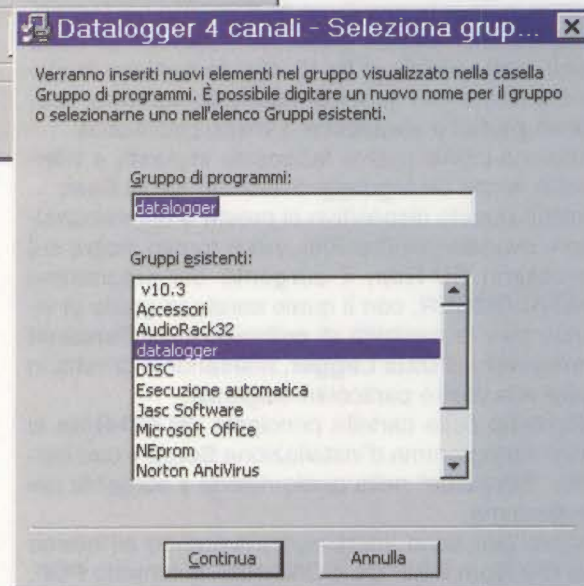 Datalogger 4 canali - Seleziona grup...
Verranno inseriti nuovi elementi nel gruppo visualizzato nella casella
Gruppo di programmi. È possibile digitare un nuovo nome per il gruppo
o selezionarne uno nell'elenco Gruppi esistenti.
Gruppo di programmi:
datalogger
Gruppi esistenti:
v10.3
Accessori
AudioRack32
datalogger
DISC
Esecuzione automatica
Jasc Software
Microsoft Office
NEprom
Norton AntiVirus
Continua
Annulla